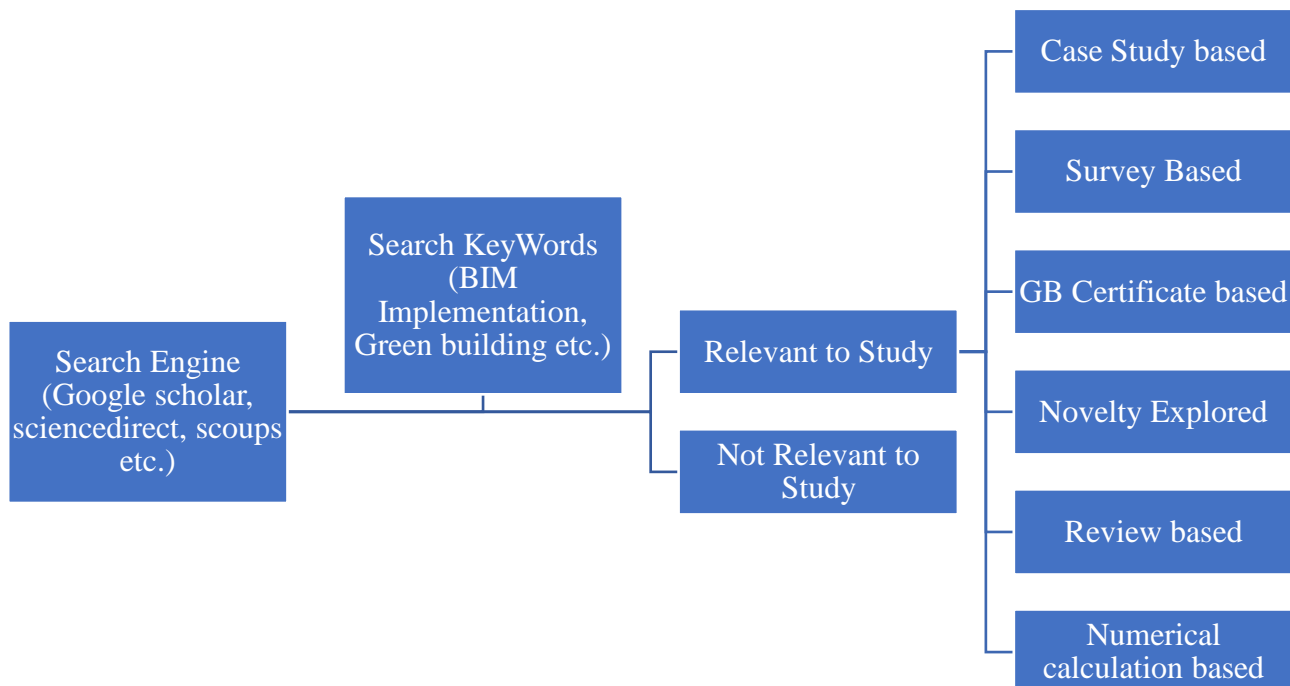 Search Engine
(Google scholar,
sciencedirect, scoups
etc.)
Search KeyWords
(BIM
Implementation,
Green building etc.)
Relevant to Study
Not Relevant to
Study
Case Study based
Survey Based
GB Certificate based
Novelty Explored
Review based
Numerical
calculation based